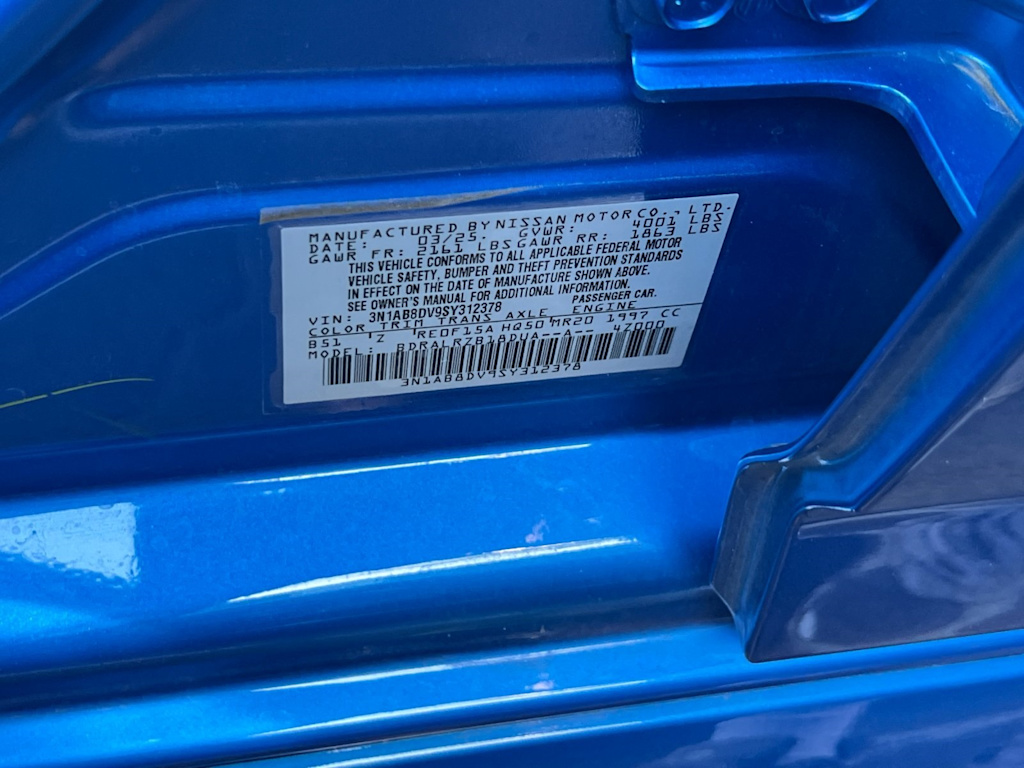 MANUFACTURED BY NISSAN MOTOR CO., LTD.
DATE: 03/25 GVWR: 4001 LBS
GAWR FR: 2161 LBS GAWR RR: 1863 LBS
THIS VEHICLE CONFORMS TO ALL APPLICABLE FEDERAL MOTOR
VEHICLE SAFETY, BUMPER AND THEFT PREVENTION STANDARDS
IN EFFECT ON THE DATE OF MANUFACTURE SHOWN ABOVE.
SEE OWNER'S MANUAL FOR ADDITIONAL INFORMATION.
VIN: 3N1AB8DV9SY312378 PASSENGER CAR.
COLOR TRIM TRANS AXLE ENGINE
B51 Z RE0F15A HQ50 MR20 1997 CC
MODEL: BDRALRZB18DUA--A-- 47000
3N1AB8DV9SY312378